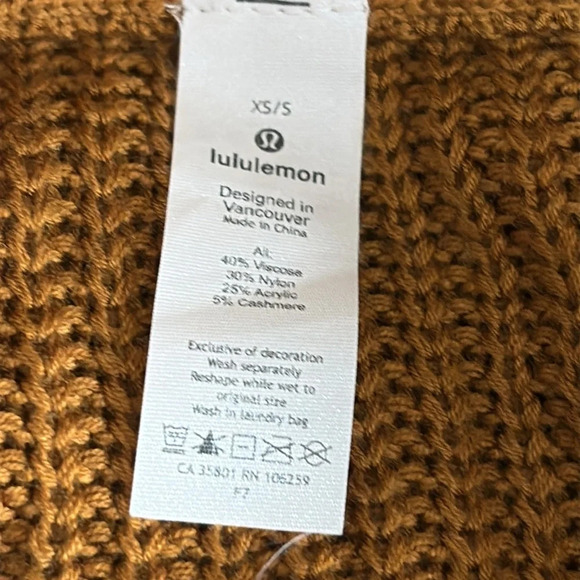 XS/S
lululemon
Designed in
Vancouver
Made in China
All:
40% Viscose
30% Nylon
25% Acrylic
5% Cashmere
Exclusive of decoration
Wash separately
Reshape while wet to
original size
Wash in laundry bag
CA 35801 RN 106259
F7